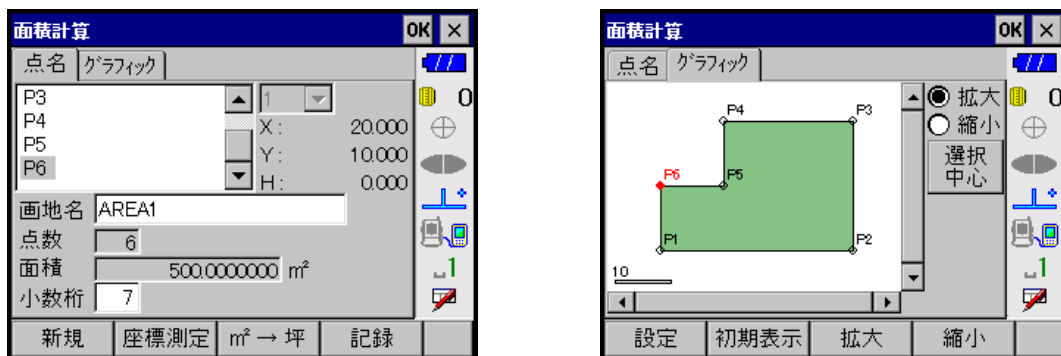 面積計算 OK ×
点名 グラフィック
P3
P4
P5
P6
1
X: 20.000
Y: 10.000
H: 0.000
0
画地名 AREA1
点数 6
面積 500.0000000 m²
小数桁 7
1
新規 座標測定 m² → 坪 記録
面積計算 OK ×
点名 グラフィック
P4 P3
P6 P5
P1 P2
10
拡大
縮小
選択
中心
0
1
設定 初期表示 拡大 縮小